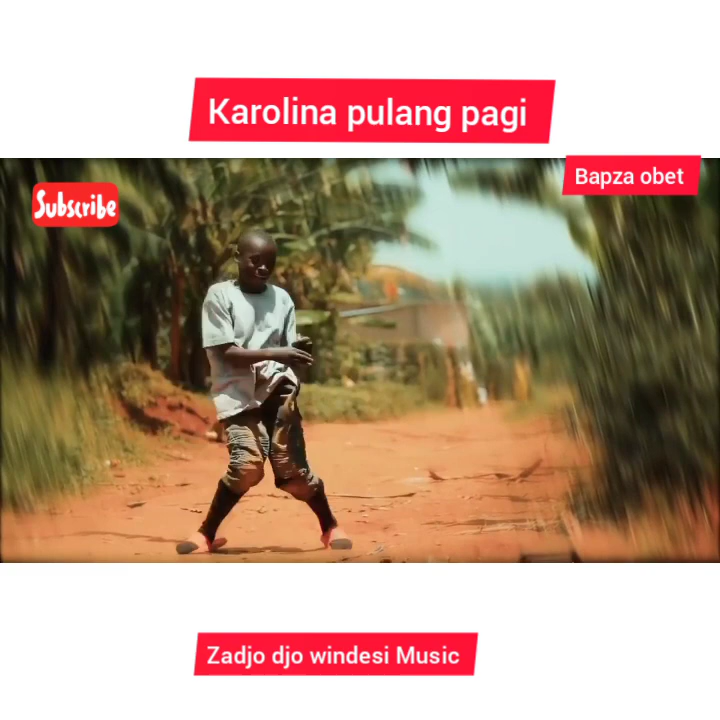 Karolina pulang pagi
Bapza obet
Subscribe
Zadjo djo windesi Music